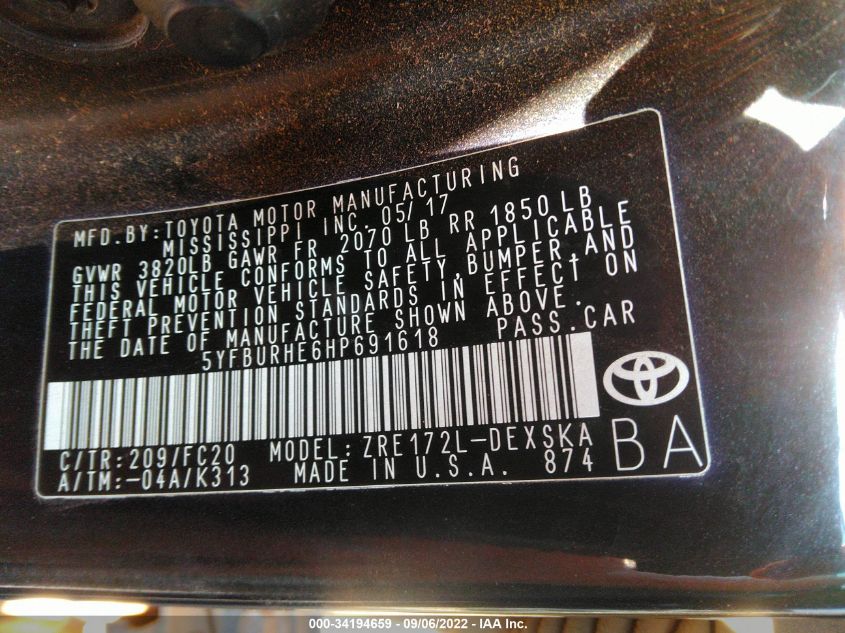 MFD.BY:TOYOTA MOTOR MANUFACTURING
MISSISSIPPI INC. 05/17
GVWR 3820LB GAWR FR 2070 LB RR 1850 LB
THIS VEHICLE CONFORMS TO ALL APPLICABLE
FEDERAL MOTOR VEHICLE SAFETY,BUMPER,AND
THEFT PREVENTION STANDARDS IN EFFECT ON
THE DATE OF MANUFACTURE SHOWN ABOVE.
5YFBURHE6HP691618 PASS.CAR
C/TR:209/FC20 MODEL:ZRE172L-DEXSKA
A/TM:-04A/K313 MADE IN U.S.A. 874
BA
000-34194659 - 09/06/2022 - IAA Inc.